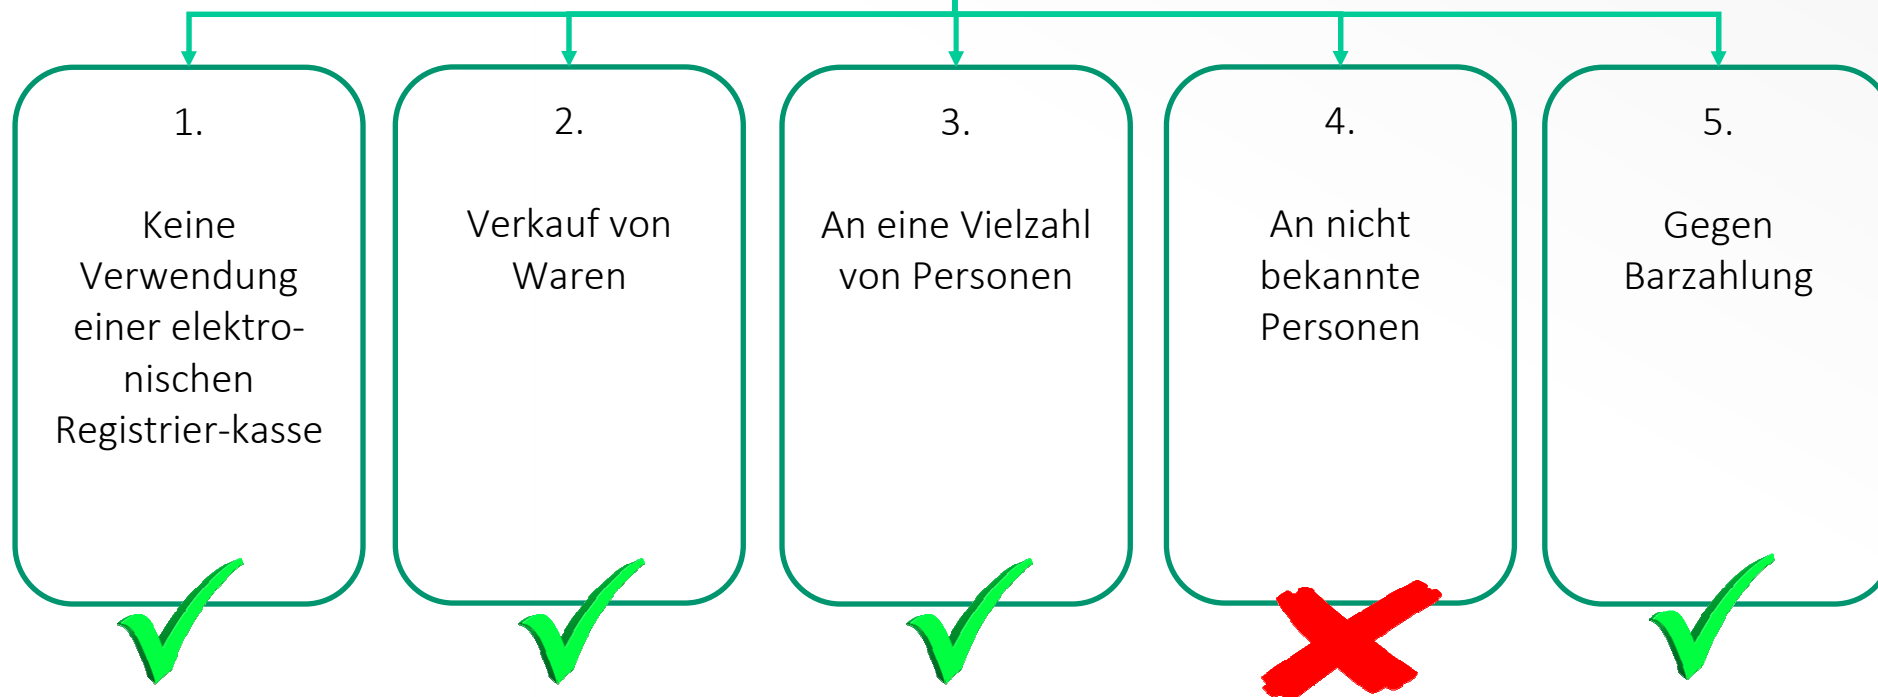 1.
Keine
Verwendung
einer elektro-
nischen
Registrier-kasse
2.
Verkauf von
Waren
3.
An eine Vielzahl
von Personen
4.
An nicht
bekannte
Personen
5.
Gegen
Barzahlung